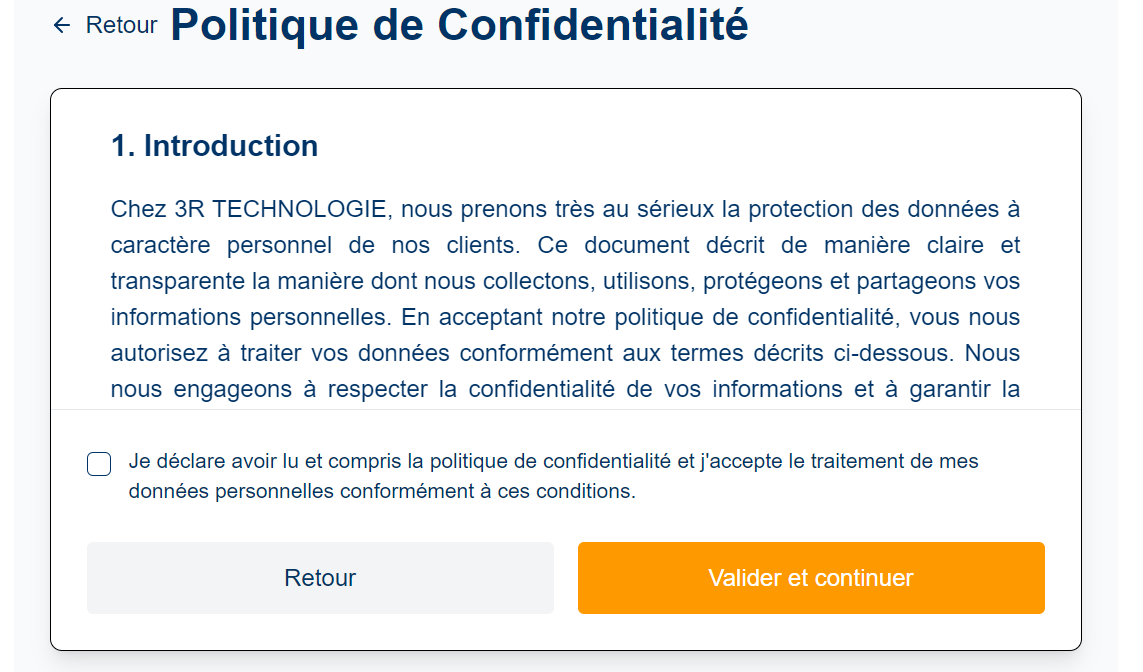 ← Retour Politique de Confidentialité
1. Introduction
Chez 3R TECHNOLOGIE, nous prenons très au sérieux la protection des données à
caractère personnel de nos clients. Ce document décrit de manière claire et
transparente la manière dont nous collectons, utilisons, protégeons et partageons vos
informations personnelles. En acceptant notre politique de confidentialité, vous nous
autorisez à traiter vos données conformément aux termes décrits ci-dessous. Nous
nous engageons à respecter la confidentialité de vos informations et à garantir la
Je déclare avoir lu et compris la politique de confidentialité et j'accepte le traitement de mes
données personnelles conformément à ces conditions.
Retour
Valider et continuer